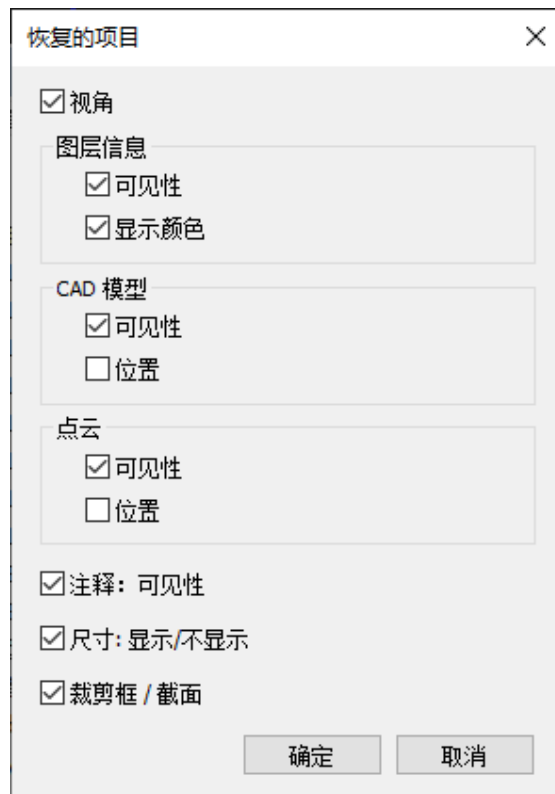 恢复的项目
视角
图层信息
可见性
显示颜色
CAD 模型
可见性
位置
点云
可见性
位置
注释：可见性
尺寸: 显示/不显示
裁剪框 / 截面
确定 取消